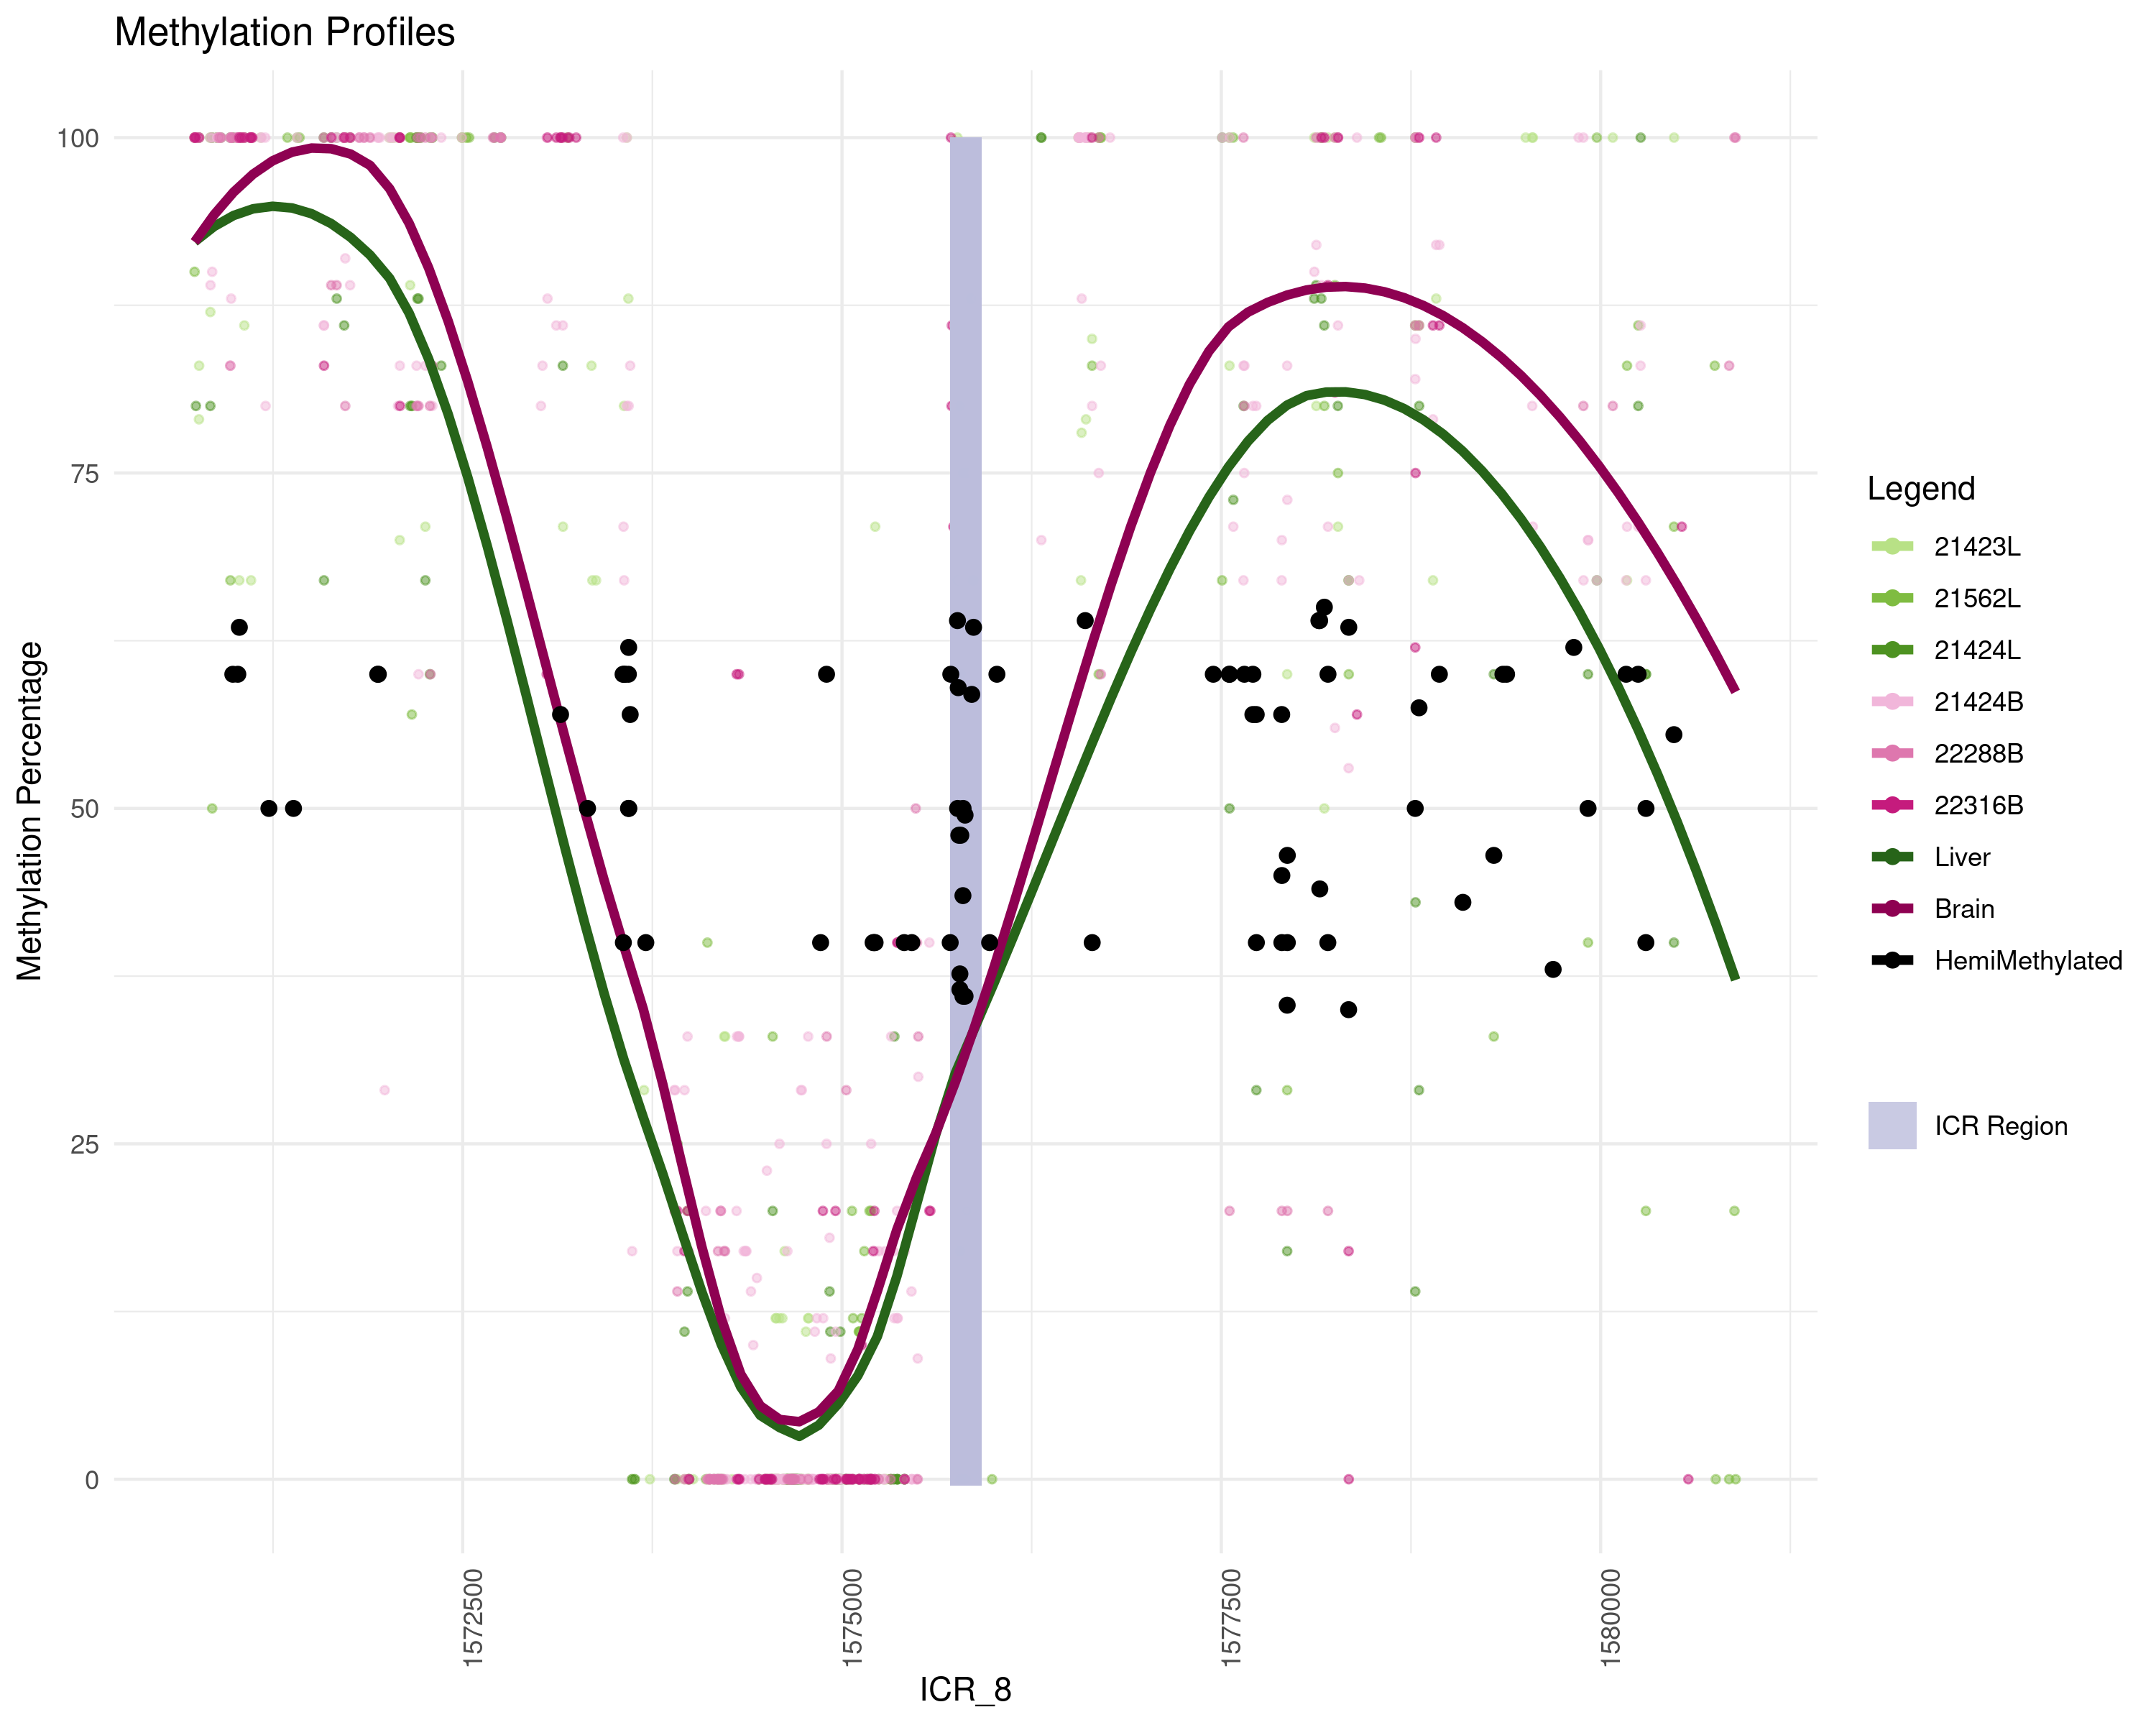 Methylation Profiles
100
75
50
25
0
Methylation Percentage
1572500
1575000
1577500
1580000
ICR_8
Legend
21423L
21562L
21424L
21424B
22288B
22316B
Liver
Brain
HemiMethylated
ICR Region